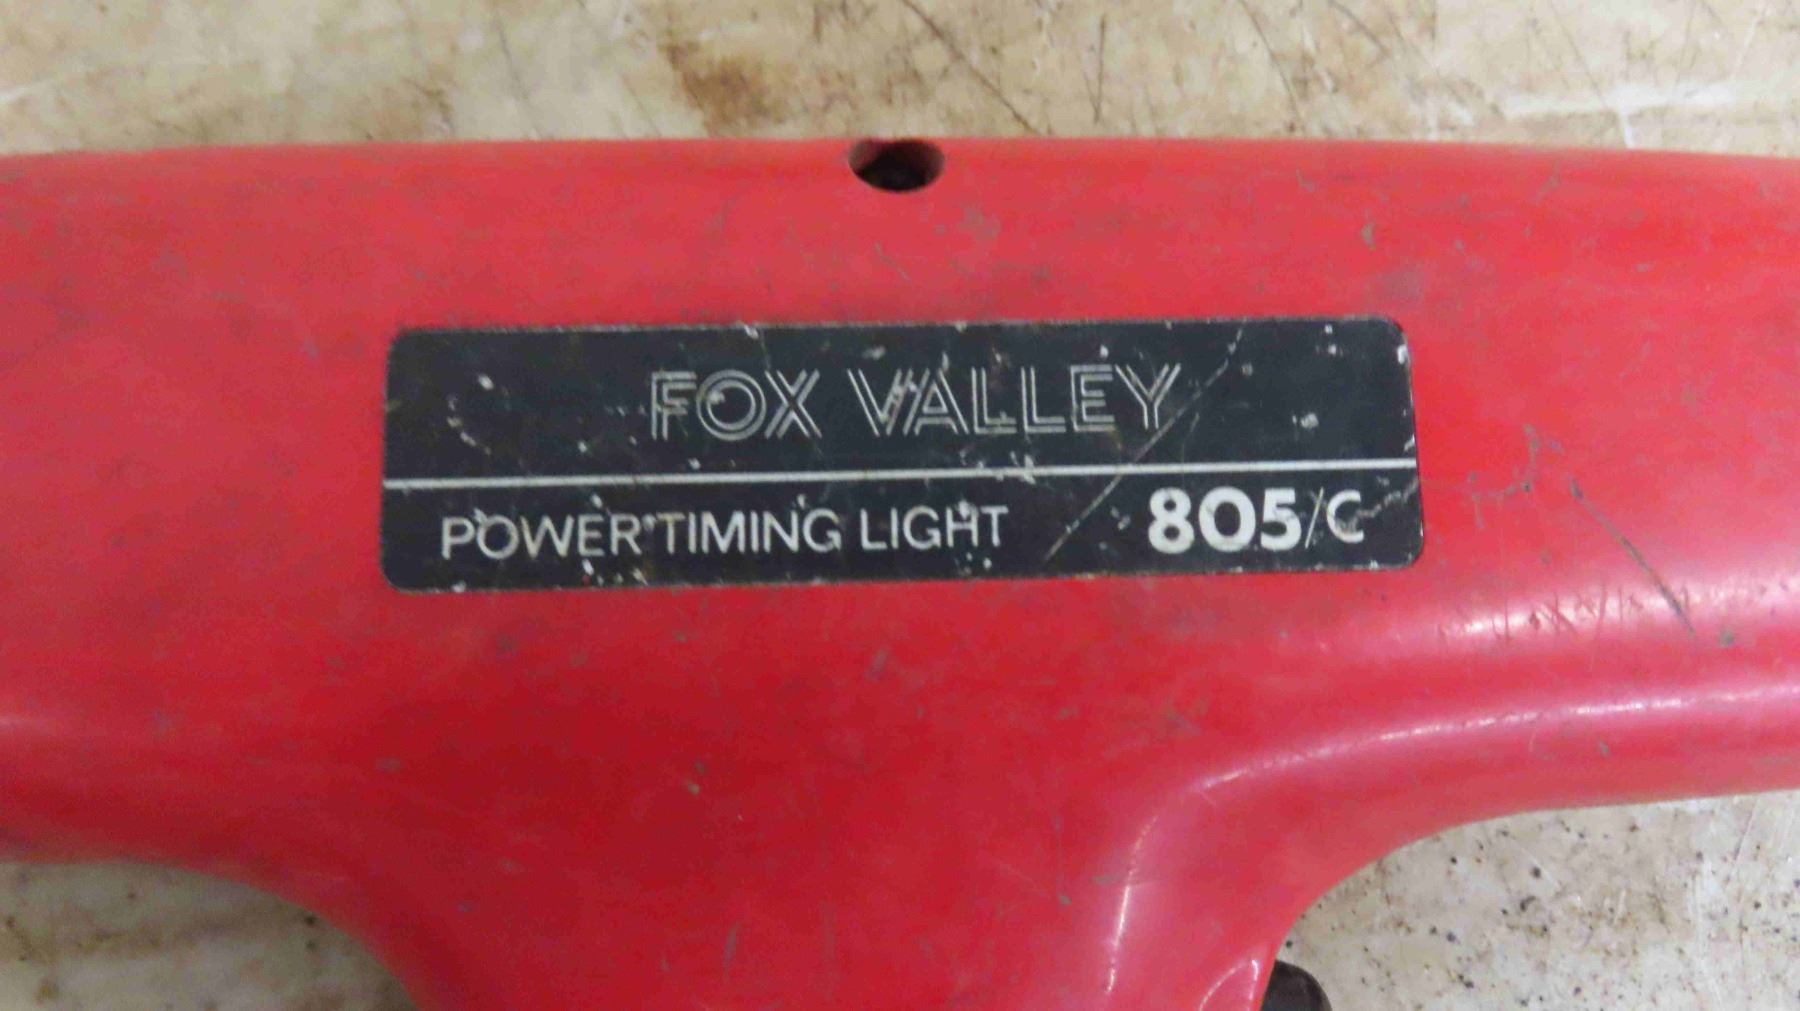 FOX VALLEY
POWER TIMING LIGHT 805/C